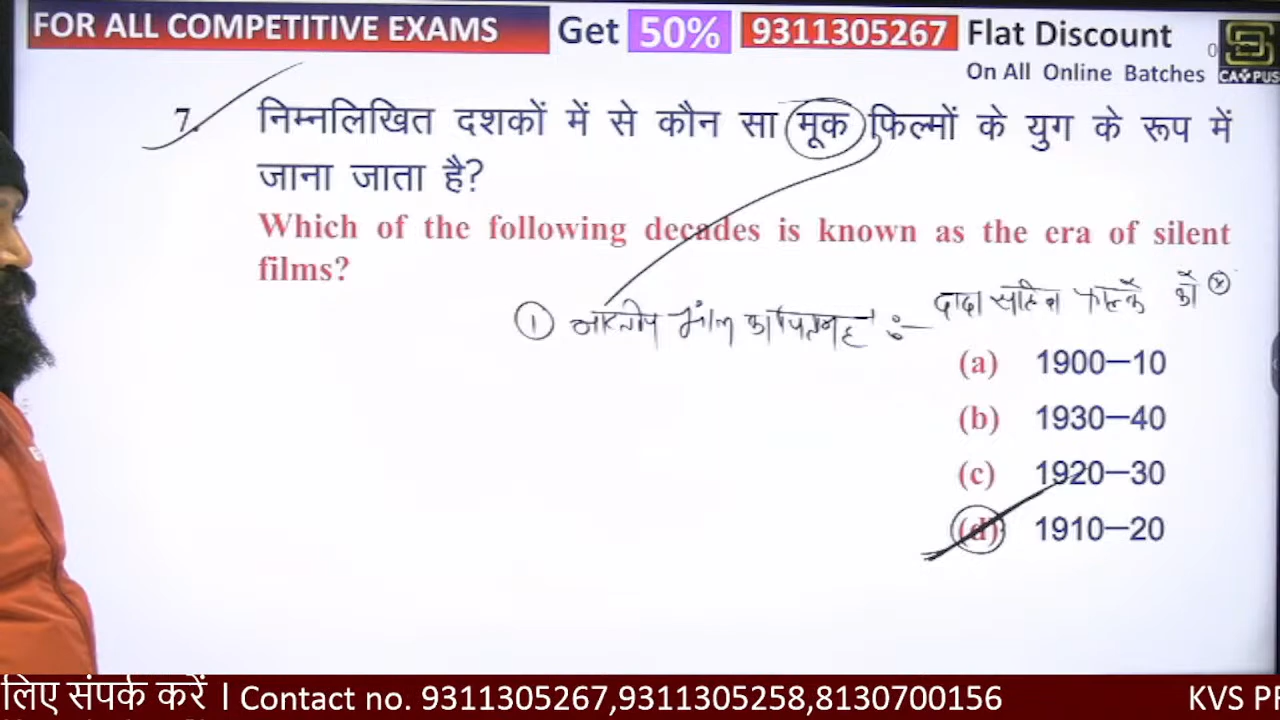 FOR ALL COMPETITIVE EXAMS Get 50% 9311305267 Flat Discount
On All Online Batches
CAMPUS
7. निम्नलिखित दशकों में से कौन सा मूक फिल्मों के युग के रूप में
जाना जाता है?
Which of the following decades is known as the era of silent
films?
① :- दादा साहिब फाल्के को
(a) 1900–10
(b) 1930–40
(c) 1920–30
(d) 1910–20
लिए संपर्क करें । Contact no. 9311305267,9311305258,8130700156 KVS